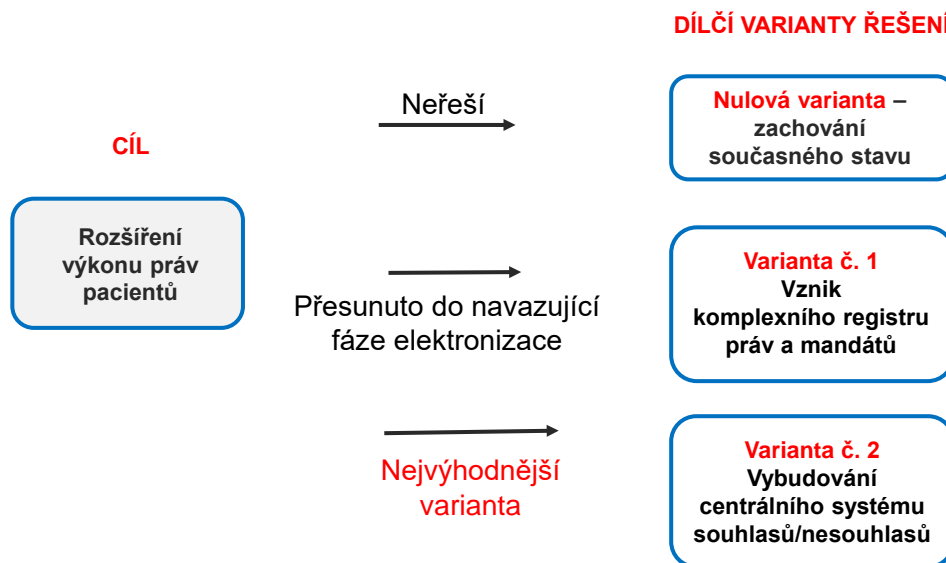 DÍLČÍ VARIANTY ŘEŠENÍ
Neřeší
Nulová varianta –
zachování
současného stavu
CÍL
Rozšíření
výkonu práv
pacientů
Přesunuto do navazující
fáze elektronizace
Varianta č. 1
Vznik
komplexního registru
práv a mandátů
Nejvýhodnější
varianta
Varianta č. 2
Vybudování
centrálního systému
souhlasů/nesouhlasů